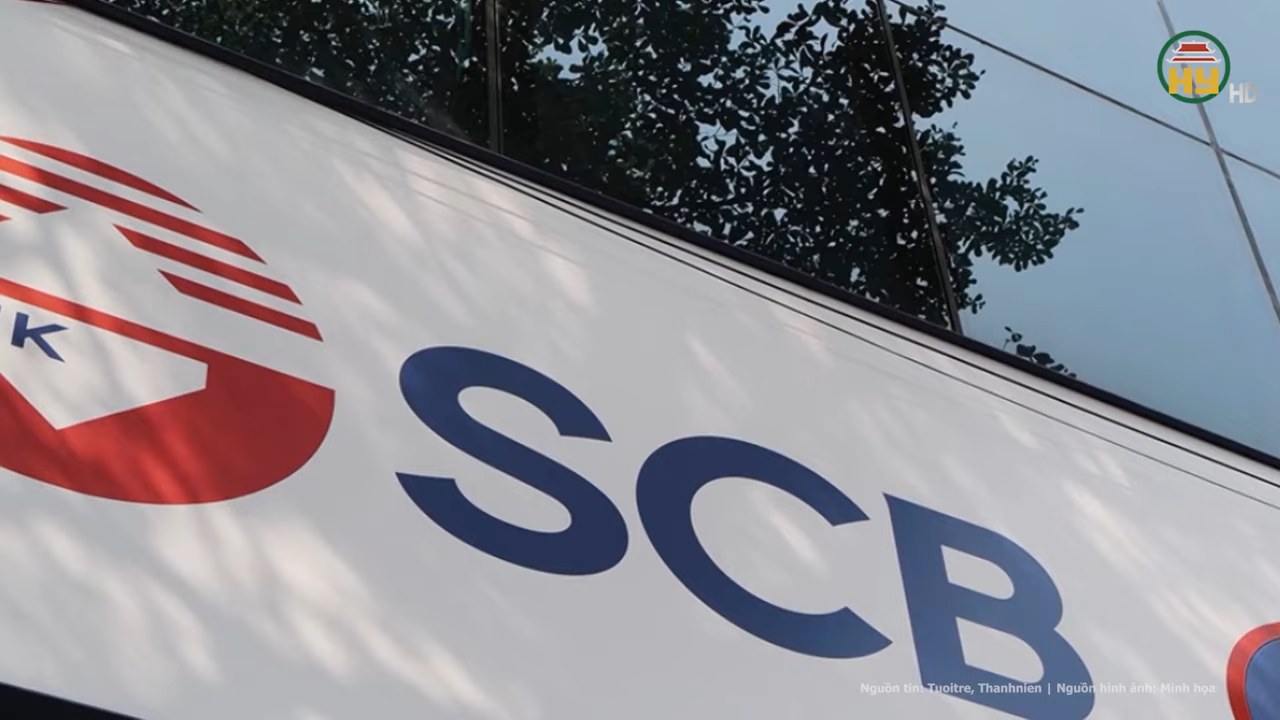 HY HD
NK
SCB
Nguồn tin: Tuoitre, Thanhnien | Nguồn hình ảnh: Minh họa